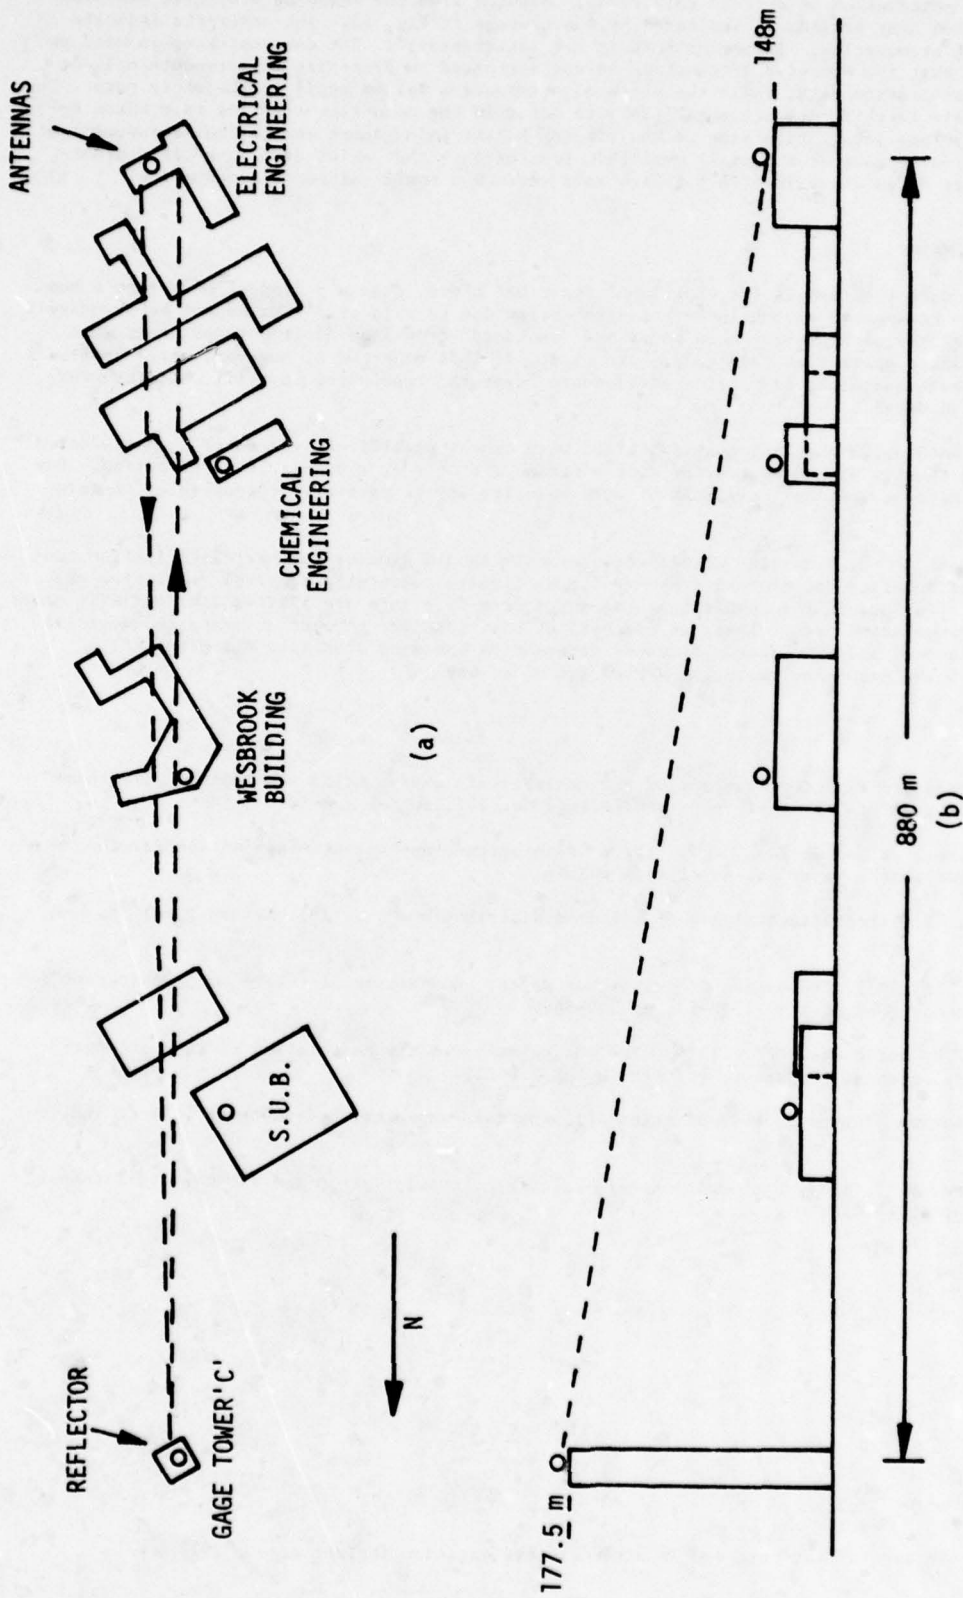 ANTENNAS
ELECTRICAL
ENGINEERING
CHEMICAL
ENGINEERING
WESBROOK
BUILDING
S.U.B.
REFLECTOR
GAGE TOWER'C'
N
(a)
177.5 m
148m
880 m
(b)